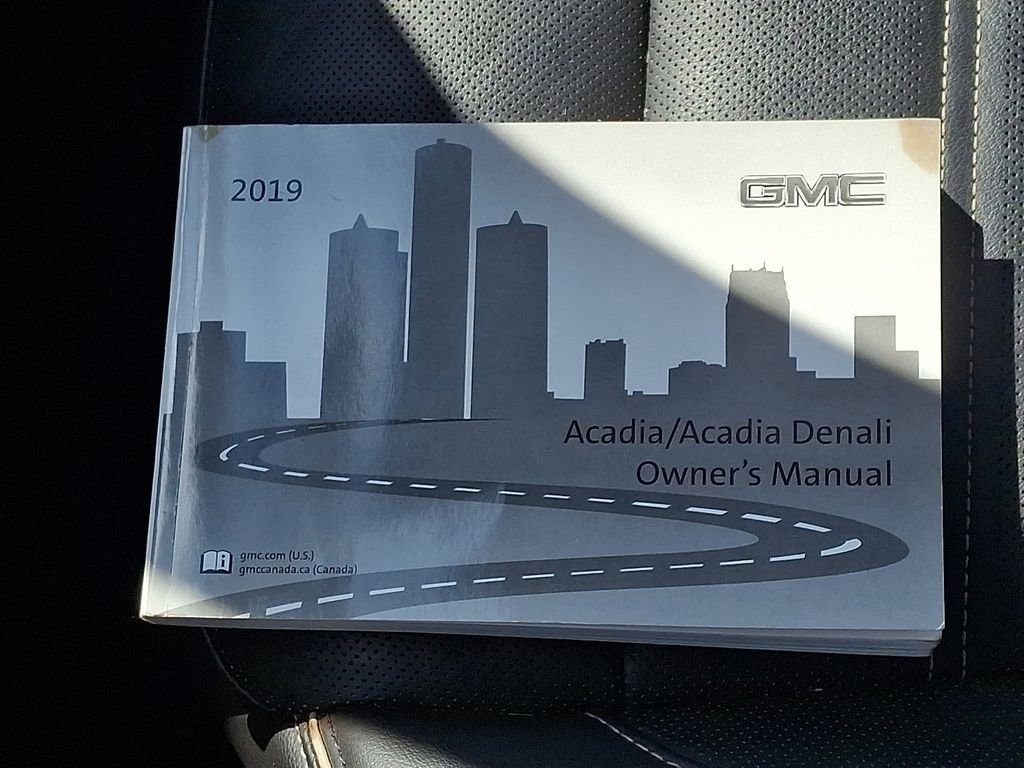 2019
GMC
Acadia/Acadia Denali
Owner's Manual
gmc.com (U.S.)
gmccanada.ca (Canada)